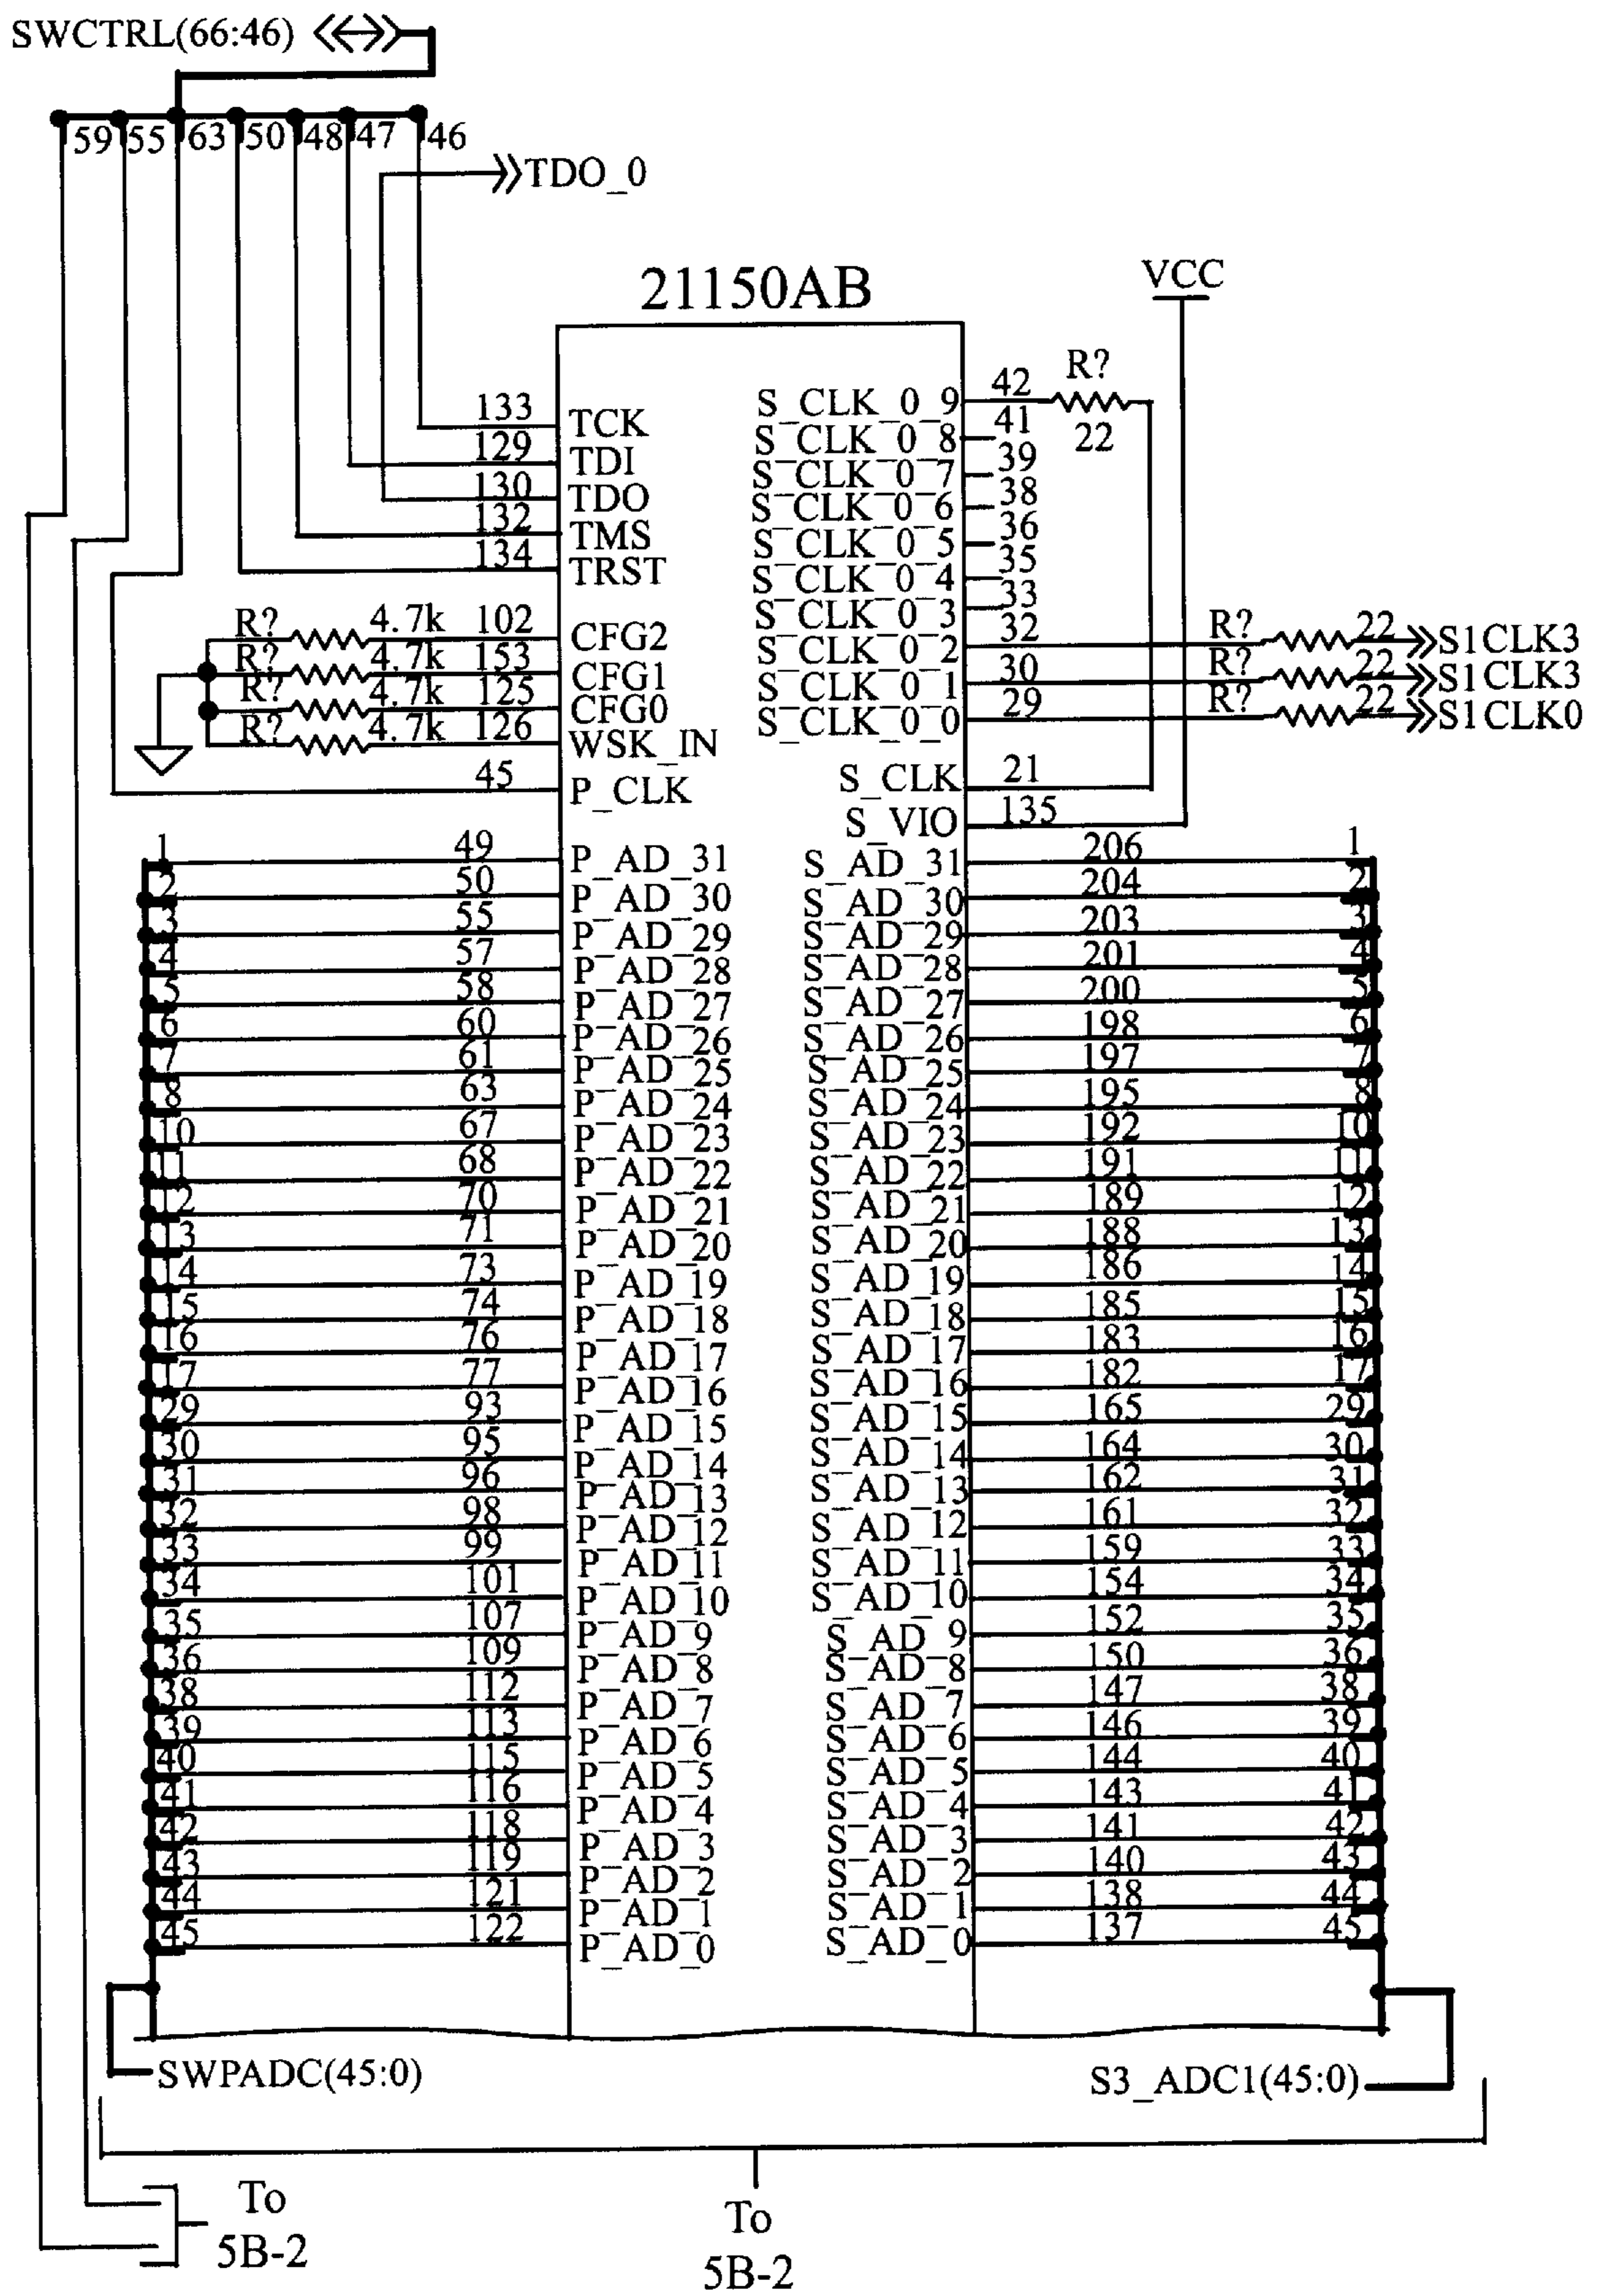 SWCTRL(66:46)
59 55 63 50 48 47 46
TDO_0
21150AB
VCC
133 TCK
129 TDI
130 TDO
132 TMS
134 TRST
R? 4.7k 102 CFG2
R? 4.7k 153 CFG1
R? 4.7k 125 CFG0
R? 4.7k 126 WSK_IN
45 P_CLK
S_CLK_0_9 42 R? 22
S_CLK_0_8 41
S_CLK_0_7 39
S_CLK_0_6 38
S_CLK_0_5 36
S_CLK_0_4 35
S_CLK_0_3 33
S_CLK_0_2 32 R? 22 S1CLK3
S_CLK_0_1 30 R? 22 S1CLK3
S_CLK_0_0 29 R? 22 S1CLK0
S_CLK 21
S_VIO 135
1 49 P_AD_31 S_AD_31 206 1
2 50 P_AD_30 S_AD_30 204 2
3 55 P_AD_29 S_AD_29 203 3
4 57 P_AD_28 S_AD_28 201 4
5 58 P_AD_27 S_AD_27 200 5
6 60 P_AD_26 S_AD_26 198 6
7 61 P_AD_25 S_AD_25 197 7
8 63 P_AD_24 S_AD_24 195 8
10 67 P_AD_23 S_AD_23 192 10
11 68 P_AD_22 S_AD_22 191 11
12 70 P_AD_21 S_AD_21 189 12
13 71 P_AD_20 S_AD_20 188 13
14 73 P_AD_19 S_AD_19 186 14
15 74 P_AD_18 S_AD_18 185 15
16 76 P_AD_17 S_AD_17 183 16
17 77 P_AD_16 S_AD_16 182 17
29 93 P_AD_15 S_AD_15 165 29
30 95 P_AD_14 S_AD_14 164 30
31 96 P_AD_13 S_AD_13 162 31
32 98 P_AD_12 S_AD_12 161 32
33 99 P_AD_11 S_AD_11 159 33
34 101 P_AD_10 S_AD_10 154 34
35 107 P_AD_9 S_AD_9 152 35
36 109 P_AD_8 S_AD_8 150 36
38 112 P_AD_7 S_AD_7 147 38
39 113 P_AD_6 S_AD_6 146 39
40 115 P_AD_5 S_AD_5 144 40
41 116 P_AD_4 S_AD_4 143 41
42 118 P_AD_3 S_AD_3 141 42
43 119 P_AD_2 S_AD_2 140 43
44 121 P_AD_1 S_AD_1 138 44
45 122 P_AD_0 S_AD_0 137 45
SWPADC(45:0)
S3_ADC1(45:0)
To
5B-2
To
5B-2